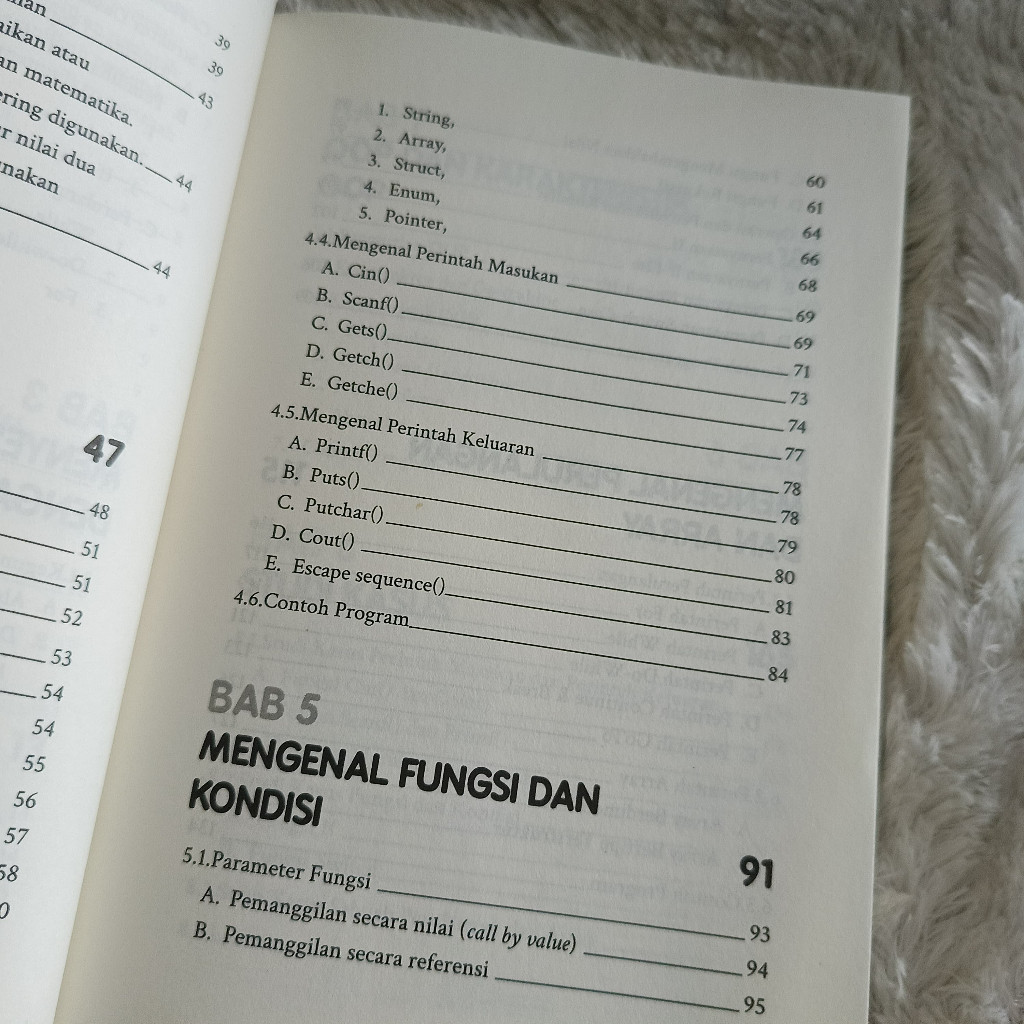 39
aikan atau
39
an matematika.
43
ering digunakan.
r nilai dua
44
nakan
44
47
48
51
51
52
53
54
54
55
56
57
58
1. String, 60
2. Array, 61
3. Struct, 64
4. Enum, 66
5. Pointer, 68
4.4.Mengenal Perintah Masukan 69
A. Cin() 69
B. Scanf() 71
C. Gets() 73
D. Getch() 74
E. Getche() 77
4.5.Mengenal Perintah Keluaran 78
A. Printf() 78
B. Puts() 79
C. Putchar() 80
D. Cout() 81
E. Escape sequence() 83
4.6.Contoh Program 84
BAB 5
MENGENAL FUNGSI DAN
KONDISI 91
5.1.Parameter Fungsi 93
A. Pemanggilan secara nilai (call by value) 94
B. Pemanggilan secara referensi 95